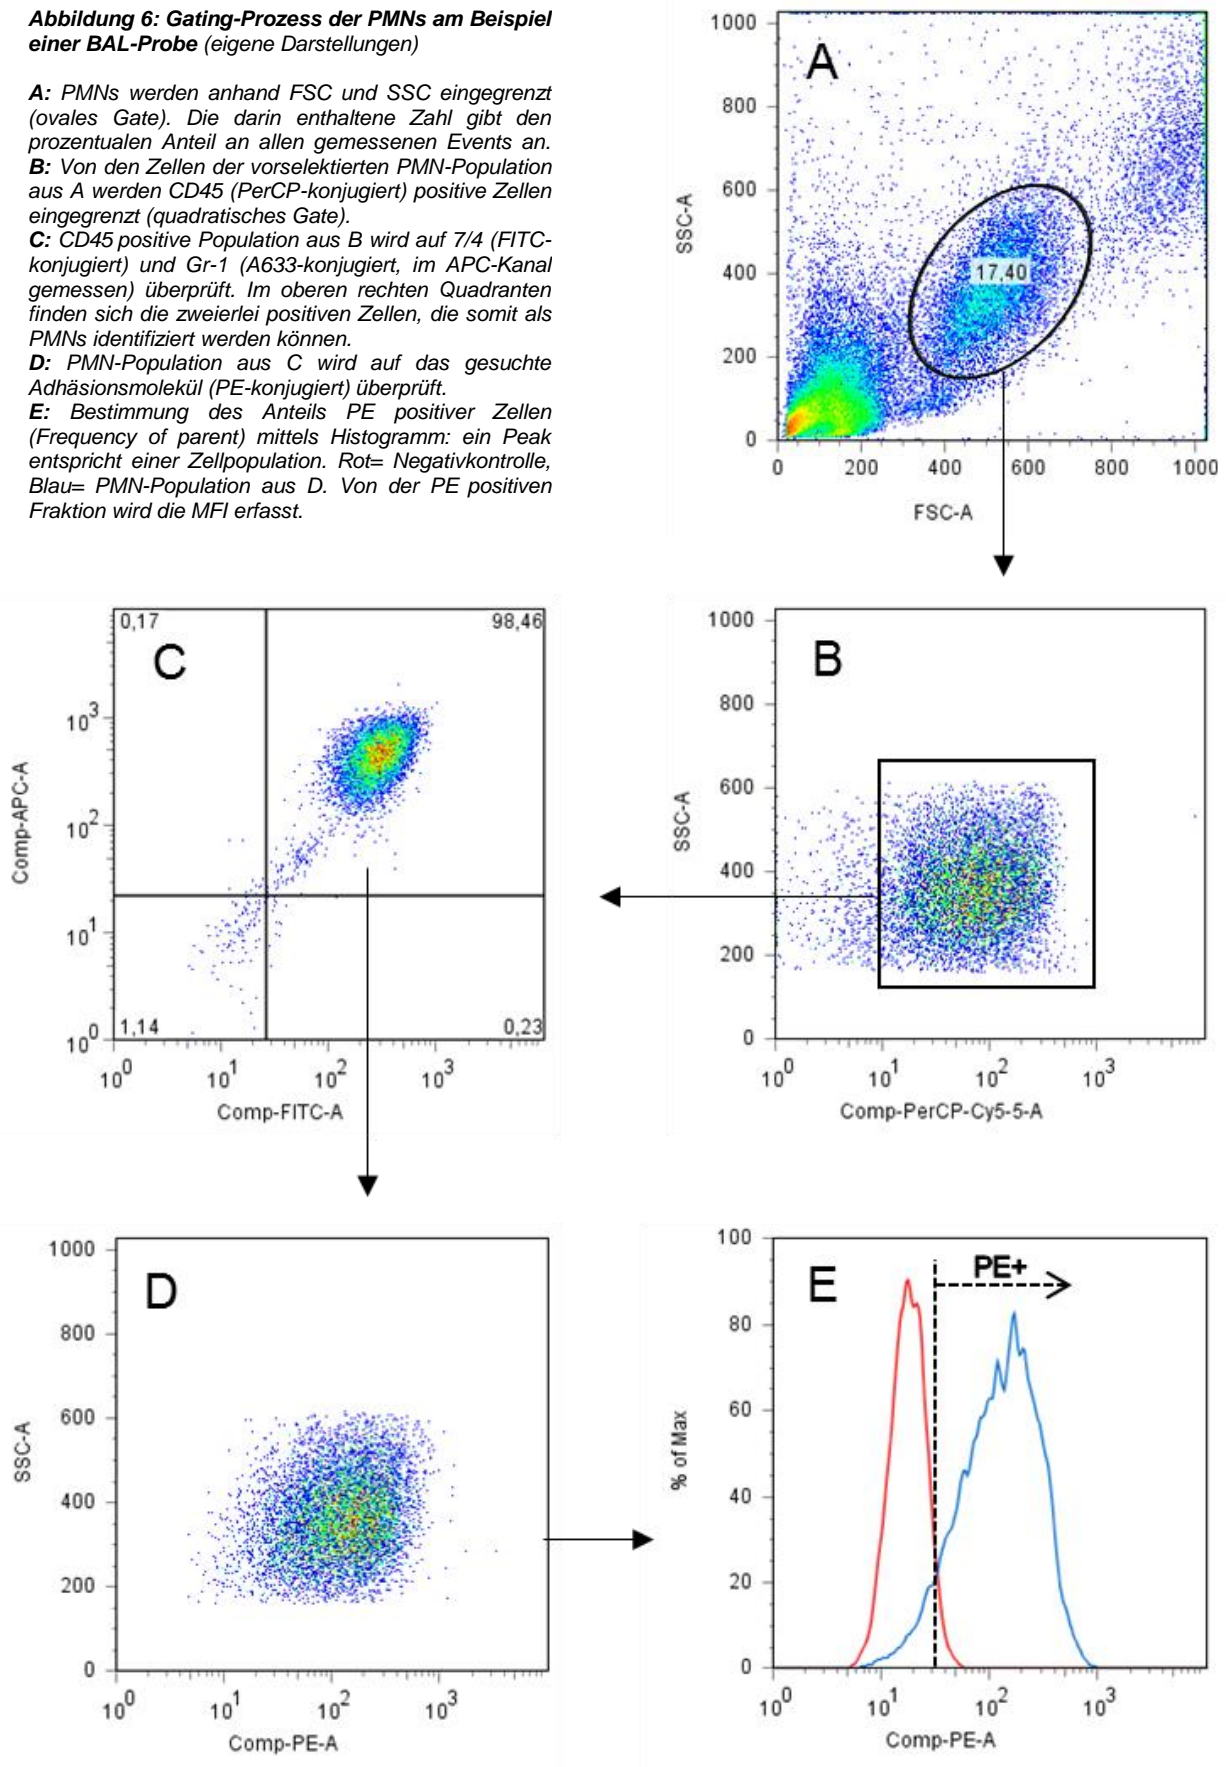 Abbildung 6: Gating-Prozess der PMNs am Beispiel
einer BAL-Probe (eigene Darstellungen)
A: PMNs werden anhand FSC und SSC eingegrenzt
(ovales Gate). Die darin enthaltene Zahl gibt den
prozentualen Anteil an allen gemessenen Events an.
B: Von den Zellen der vorselektierten PMN-Population
aus A werden CD45 (PerCP-konjugiert) positive Zellen
eingegrenzt (quadratisches Gate).
C: CD45 positive Population aus B wird auf 7/4 (FITC-
konjugiert) und Gr-1 (A633-konjugiert, im APC-Kanal
gemessen) überprüft. Im oberen rechten Quadranten
finden sich die zweierlei positiven Zellen, die somit als
PMNs identifiziert werden können.
D: PMN-Population aus C wird auf das gesuchte
Adhäsionsmolekül (PE-konjugiert) überprüft.
E: Bestimmung des Anteils PE positiver Zellen
(Frequency of parent) mittels Histogramm: ein Peak
entspricht einer Zellpopulation. Rot= Negativkontrolle,
Blau= PMN-Population aus D. Von der PE positiven
Fraktion wird die MFI erfasst.
A
1000
800
600
400
200
0
SSC-A
17,40
0 200 400 600 800 1000
FSC-A
C
0,17 98,46
10^3
10^2
10^1
10^0
Comp-APC-A
1,14 0,23
10^0 10^1 10^2 10^3
Comp-FITC-A
B
1000
800
600
400
200
0
SSC-A
10^0 10^1 10^2 10^3
Comp-PerCP-Cy5-5-A
D
1000
800
600
400
200
0
SSC-A
10^0 10^1 10^2 10^3
Comp-PE-A
E
PE+
100
80
60
40
20
0
% of Max
10^0 10^1 10^2 10^3
Comp-PE-A